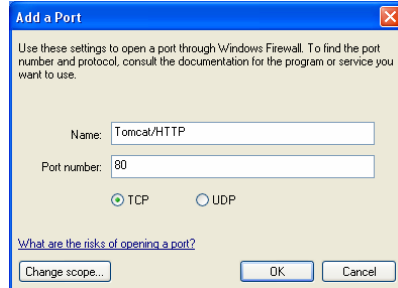 Add a Port
Use these settings to open a port through Windows Firewall. To find the port
number and protocol, consult the documentation for the program or service you
want to use.
Name: Tomcat/HTTP
Port number: 80
TCP UDP
What are the risks of opening a port?
Change scope... OK Cancel